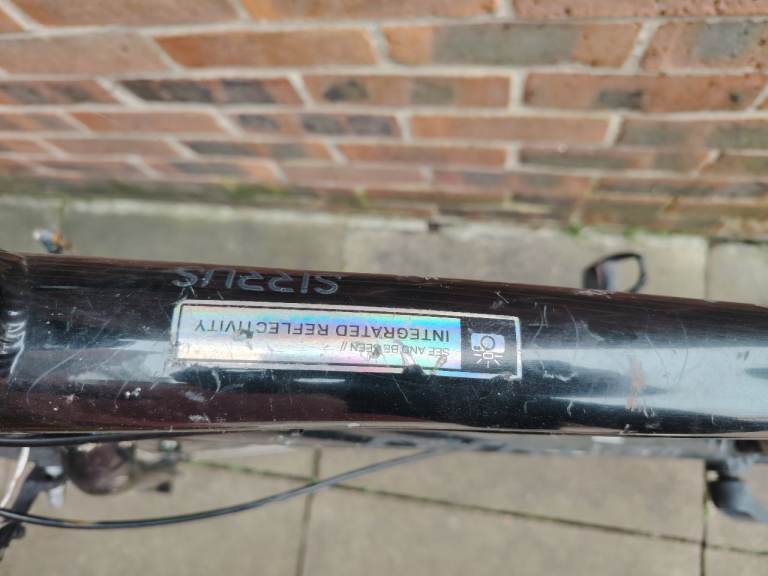 SEE AND BE SEEN //
INTEGRATED REFLECTIVITY
SIRRUS